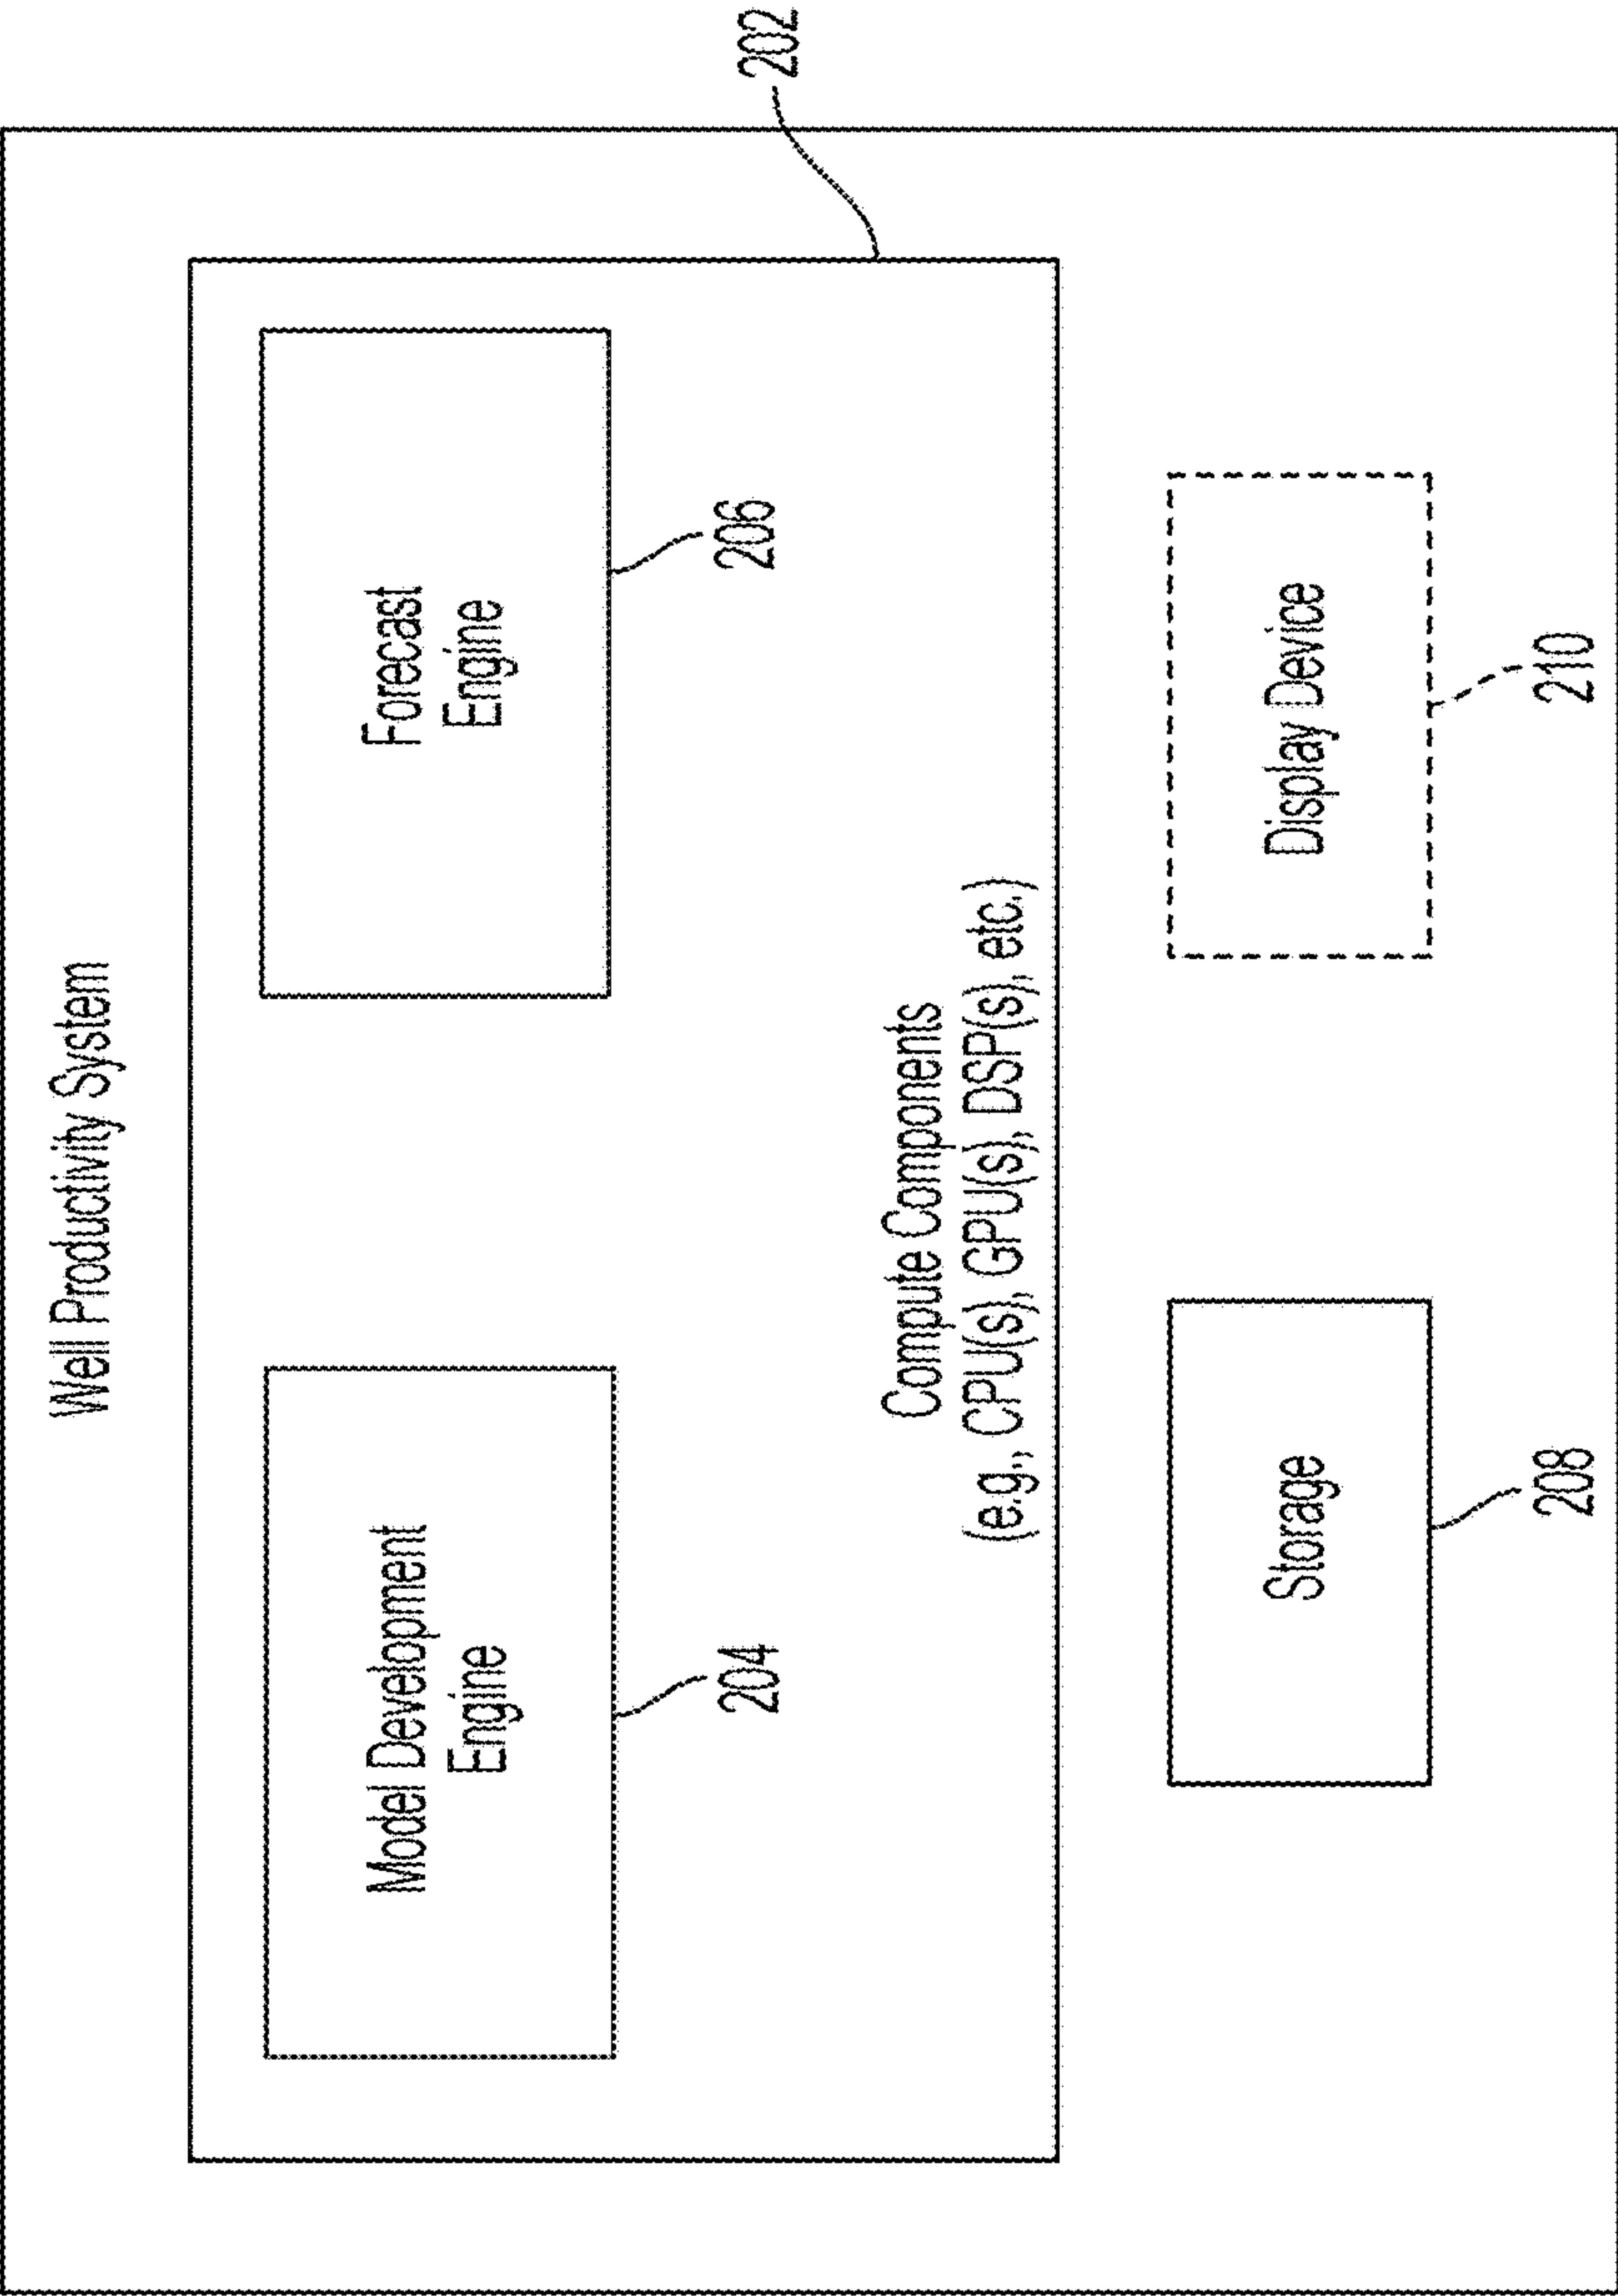 Well Productivity System
Model Development
Engine
204
Forecast
Engine
206
Compute Components
(e.g., CPU(s), GPU(s), DSP(s), etc.)
202
Storage
208
Display Device
210